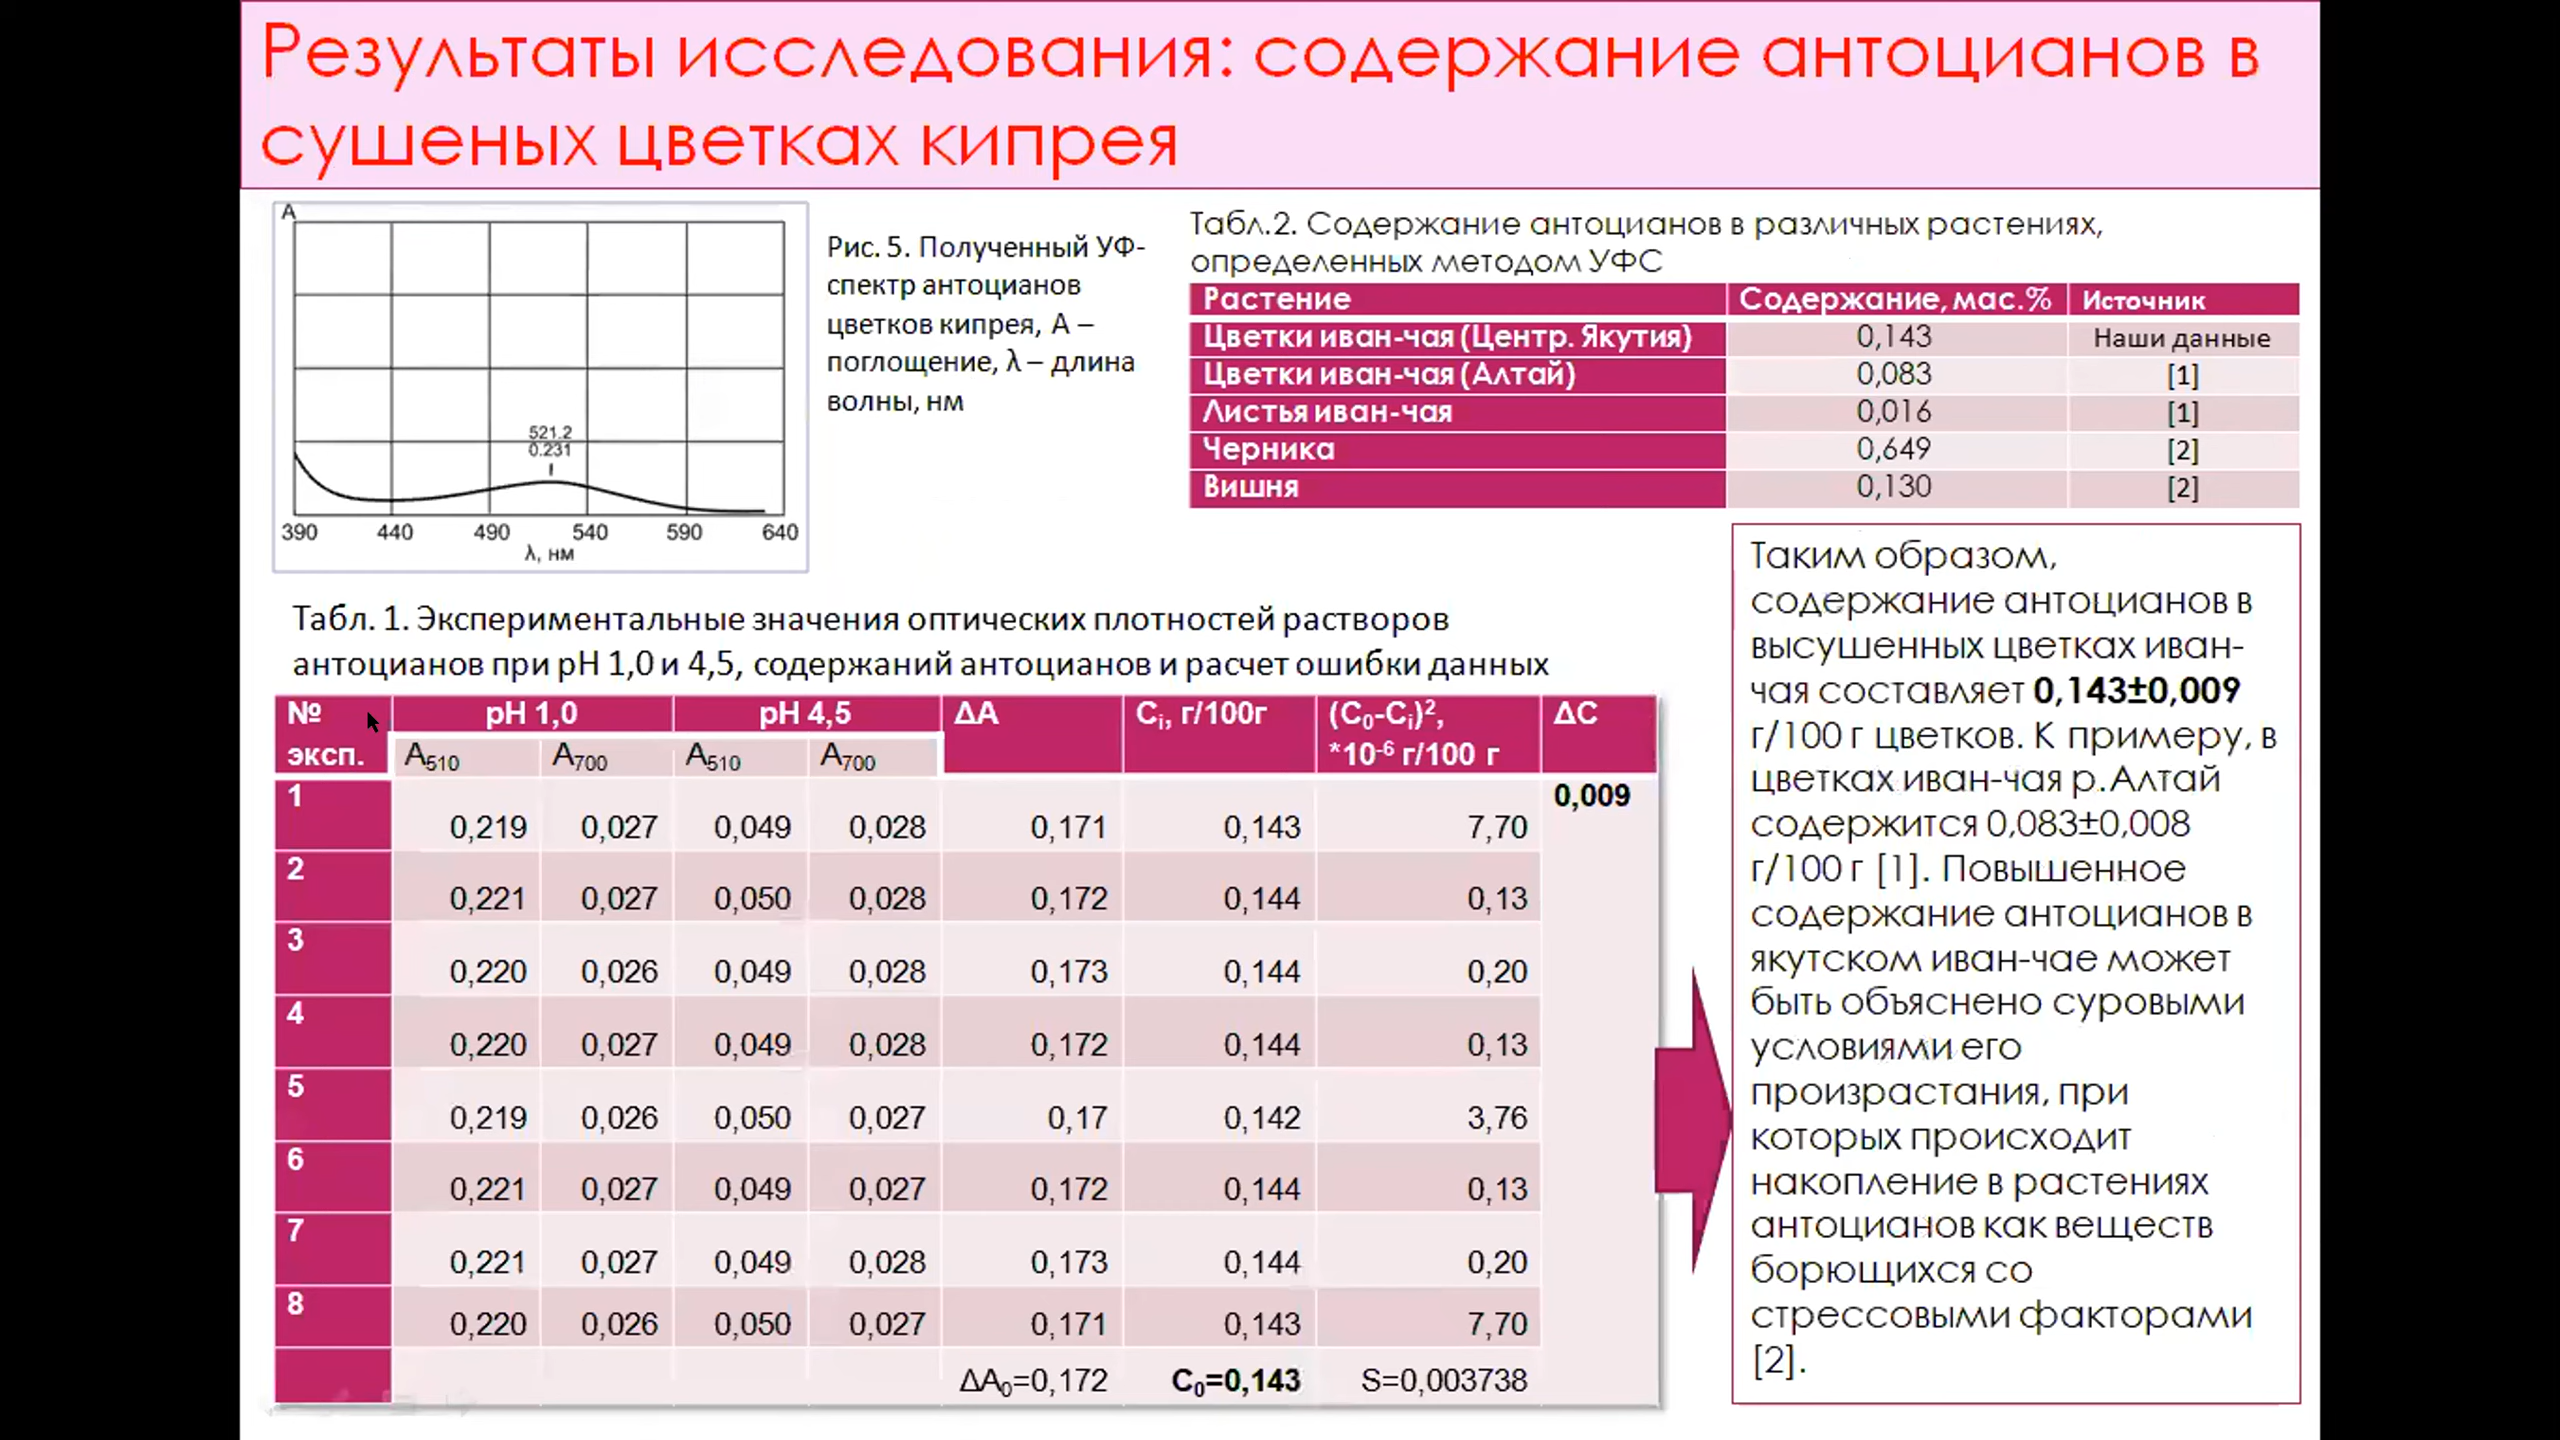 Результаты исследования: содержание антоцианов в
сушеных цветках кипрея
A
521.2
0.231
390 440 490 540 590 640
λ, нм
Рис. 5. Полученный УФ-
спектр антоцианов
цветков кипрея, А –
поглощение, λ – длина
волны, нм
Табл.2. Содержание антоцианов в различных растениях,
определенных методом УФС
Растение Содержание, мас.% Источник
Цветки иван-чая (Центр. Якутия) 0,143 Наши данные
Цветки иван-чая (Алтай) 0,083 [1]
Листья иван-чая 0,016 [1]
Черника 0,649 [2]
Вишня 0,130 [2]
Табл. 1. Экспериментальные значения оптических плотностей растворов
антоцианов при рН 1,0 и 4,5, содержаний антоцианов и расчет ошибки данных
№ pH 1,0 pH 4,5 ΔA Ci, г/100г (C0-Ci)², ΔC
эксп. A510 A700 A510 A700 *10⁻⁶ г/100 г
1 0,219 0,027 0,049 0,028 0,171 0,143 7,70 0,009
2 0,221 0,027 0,050 0,028 0,172 0,144 0,13
3 0,220 0,026 0,049 0,028 0,173 0,144 0,20
4 0,220 0,027 0,049 0,028 0,172 0,144 0,13
5 0,219 0,026 0,050 0,027 0,17 0,142 3,76
6 0,221 0,027 0,049 0,027 0,172 0,144 0,13
7 0,221 0,027 0,049 0,028 0,173 0,144 0,20
8 0,220 0,026 0,050 0,027 0,171 0,143 7,70
ΔA0=0,172 C0=0,143 S=0,003738
Таким образом,
содержание антоцианов в
высушенных цветках иван-
чая составляет 0,143±0,009
г/100 г цветков. К примеру, в
цветках иван-чая р.Алтай
содержится 0,083±0,008
г/100 г [1]. Повышенное
содержание антоцианов в
якутском иван-чае может
быть объяснено суровыми
условиями его
произрастания, при
которых происходит
накопление в растениях
антоцианов как веществ
борющихся со
стрессовыми факторами
[2].